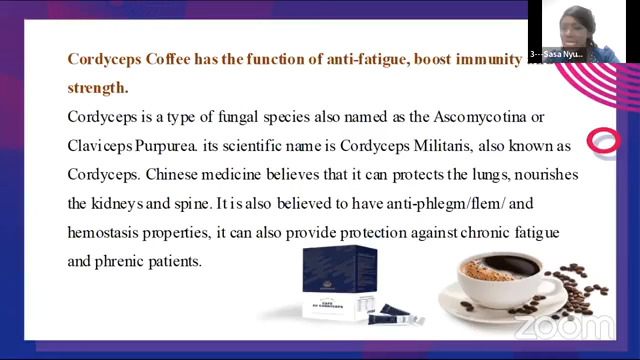 Cordyceps Coffee has the function of anti-fatigue, boost immunity
3---Sasa Nyu...
strength.
Cordyceps is a type of fungal species also named as the Ascomycotina or
Claviceps Purpurea. its scientific name is Cordyceps Militaris, also known as
Cordyceps. Chinese medicine believes that it can protects the lungs, nourishes
the kidneys and spine. It is also believed to have anti-phlegm/flem/ and
hemostasis properties, it can also provide protection against chronic fatigue
and phrenic patients.
CAFÉ
AU CORDYCEPS
zoom